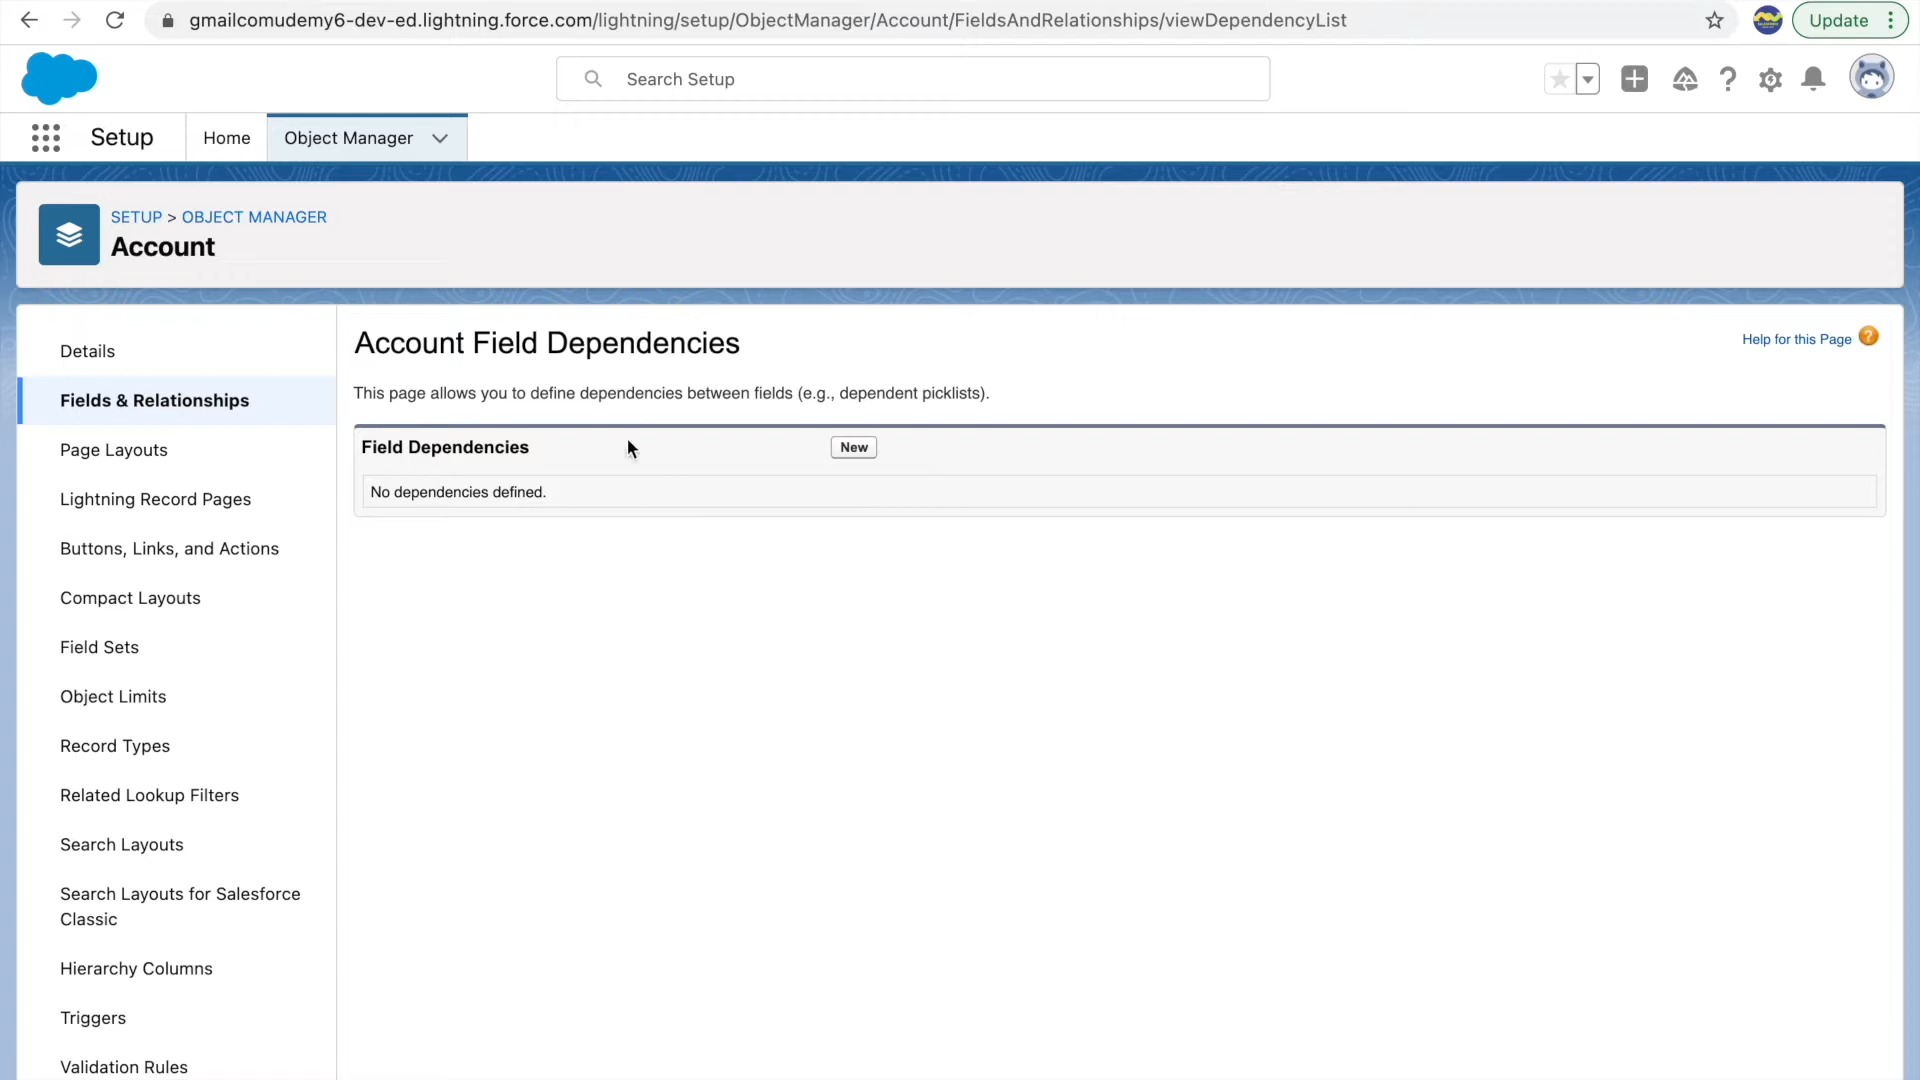 gmailcomudemy6-dev-ed.lightning.force.com/lightning/setup/ObjectManager/Account/FieldsAndRelationships/viewDependencyList
Update
Search Setup
Setup
Home
Object Manager
SETUP > OBJECT MANAGER
Account
Details
Fields & Relationships
Page Layouts
Lightning Record Pages
Buttons, Links, and Actions
Compact Layouts
Field Sets
Object Limits
Record Types
Related Lookup Filters
Search Layouts
Search Layouts for Salesforce
Classic
Hierarchy Columns
Triggers
Validation Rules
Account Field Dependencies
Help for this Page
This page allows you to define dependencies between fields (e.g., dependent picklists).
Field Dependencies
New
No dependencies defined.